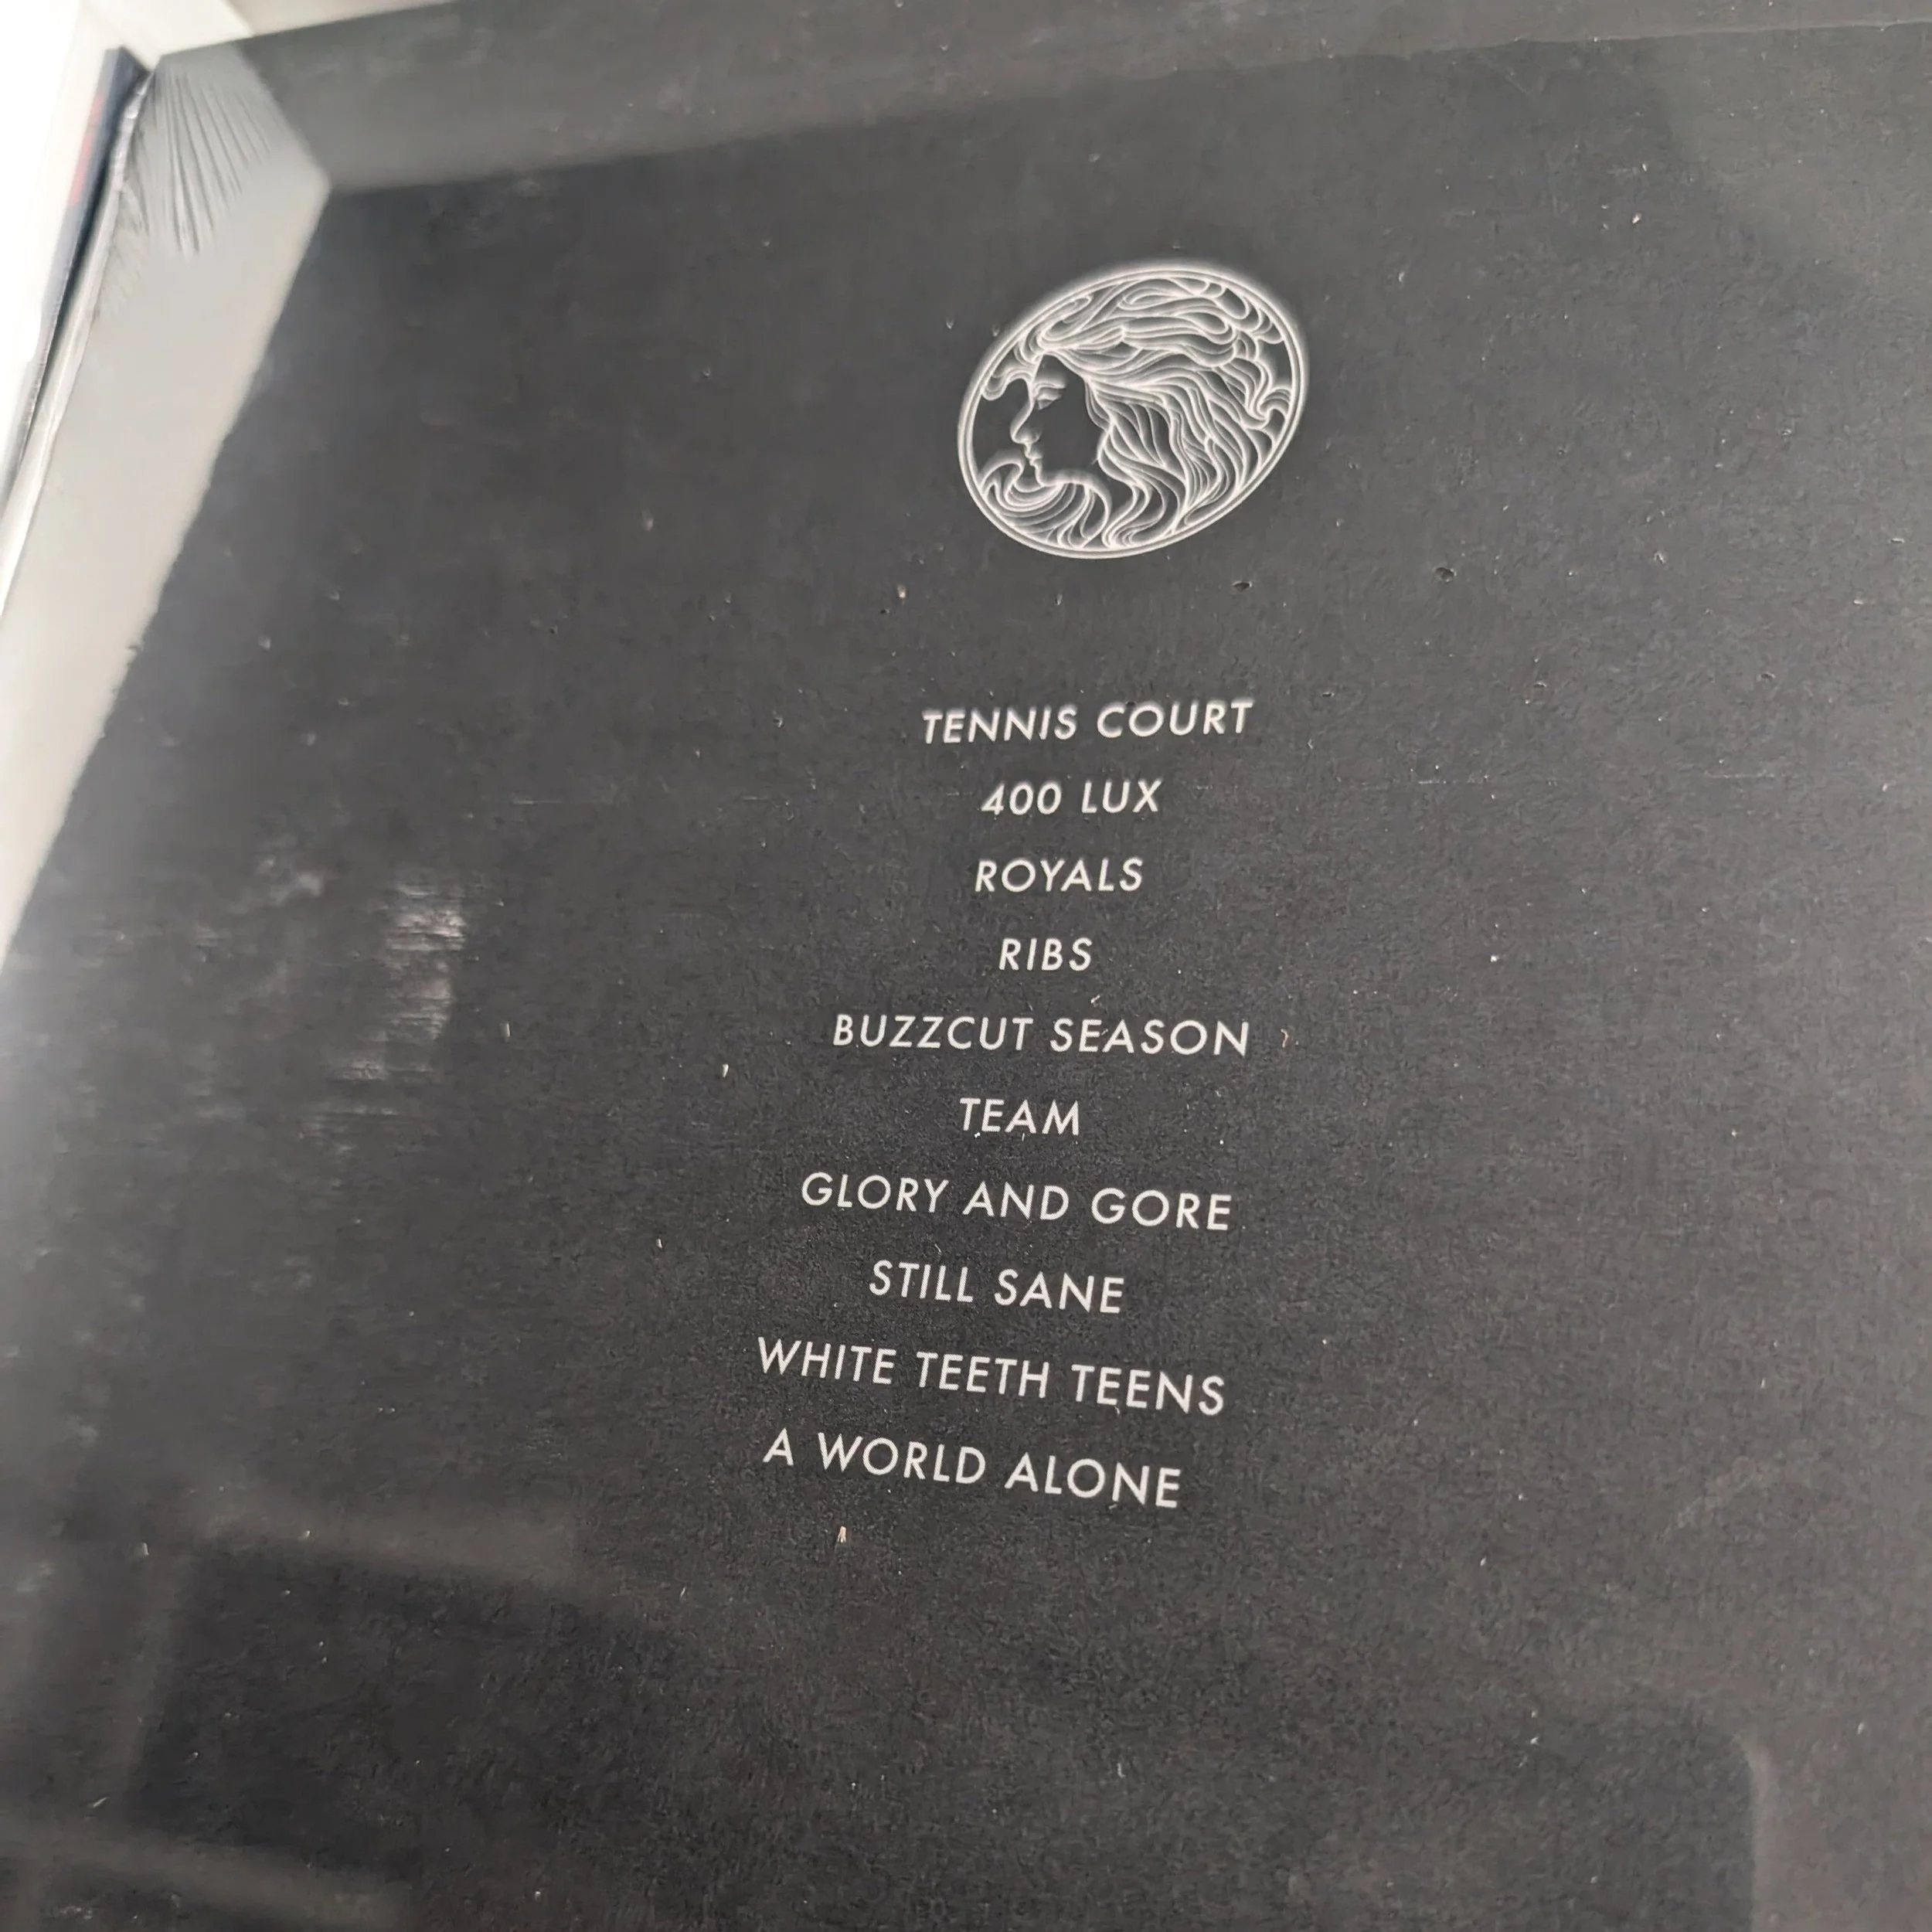 TENNIS COURT
400 LUX
ROYALS
RIBS
BUZZCUT SEASON
TEAM
GLORY AND GORE
STILL SANE
WHITE TEETH TEENS
A WORLD ALONE